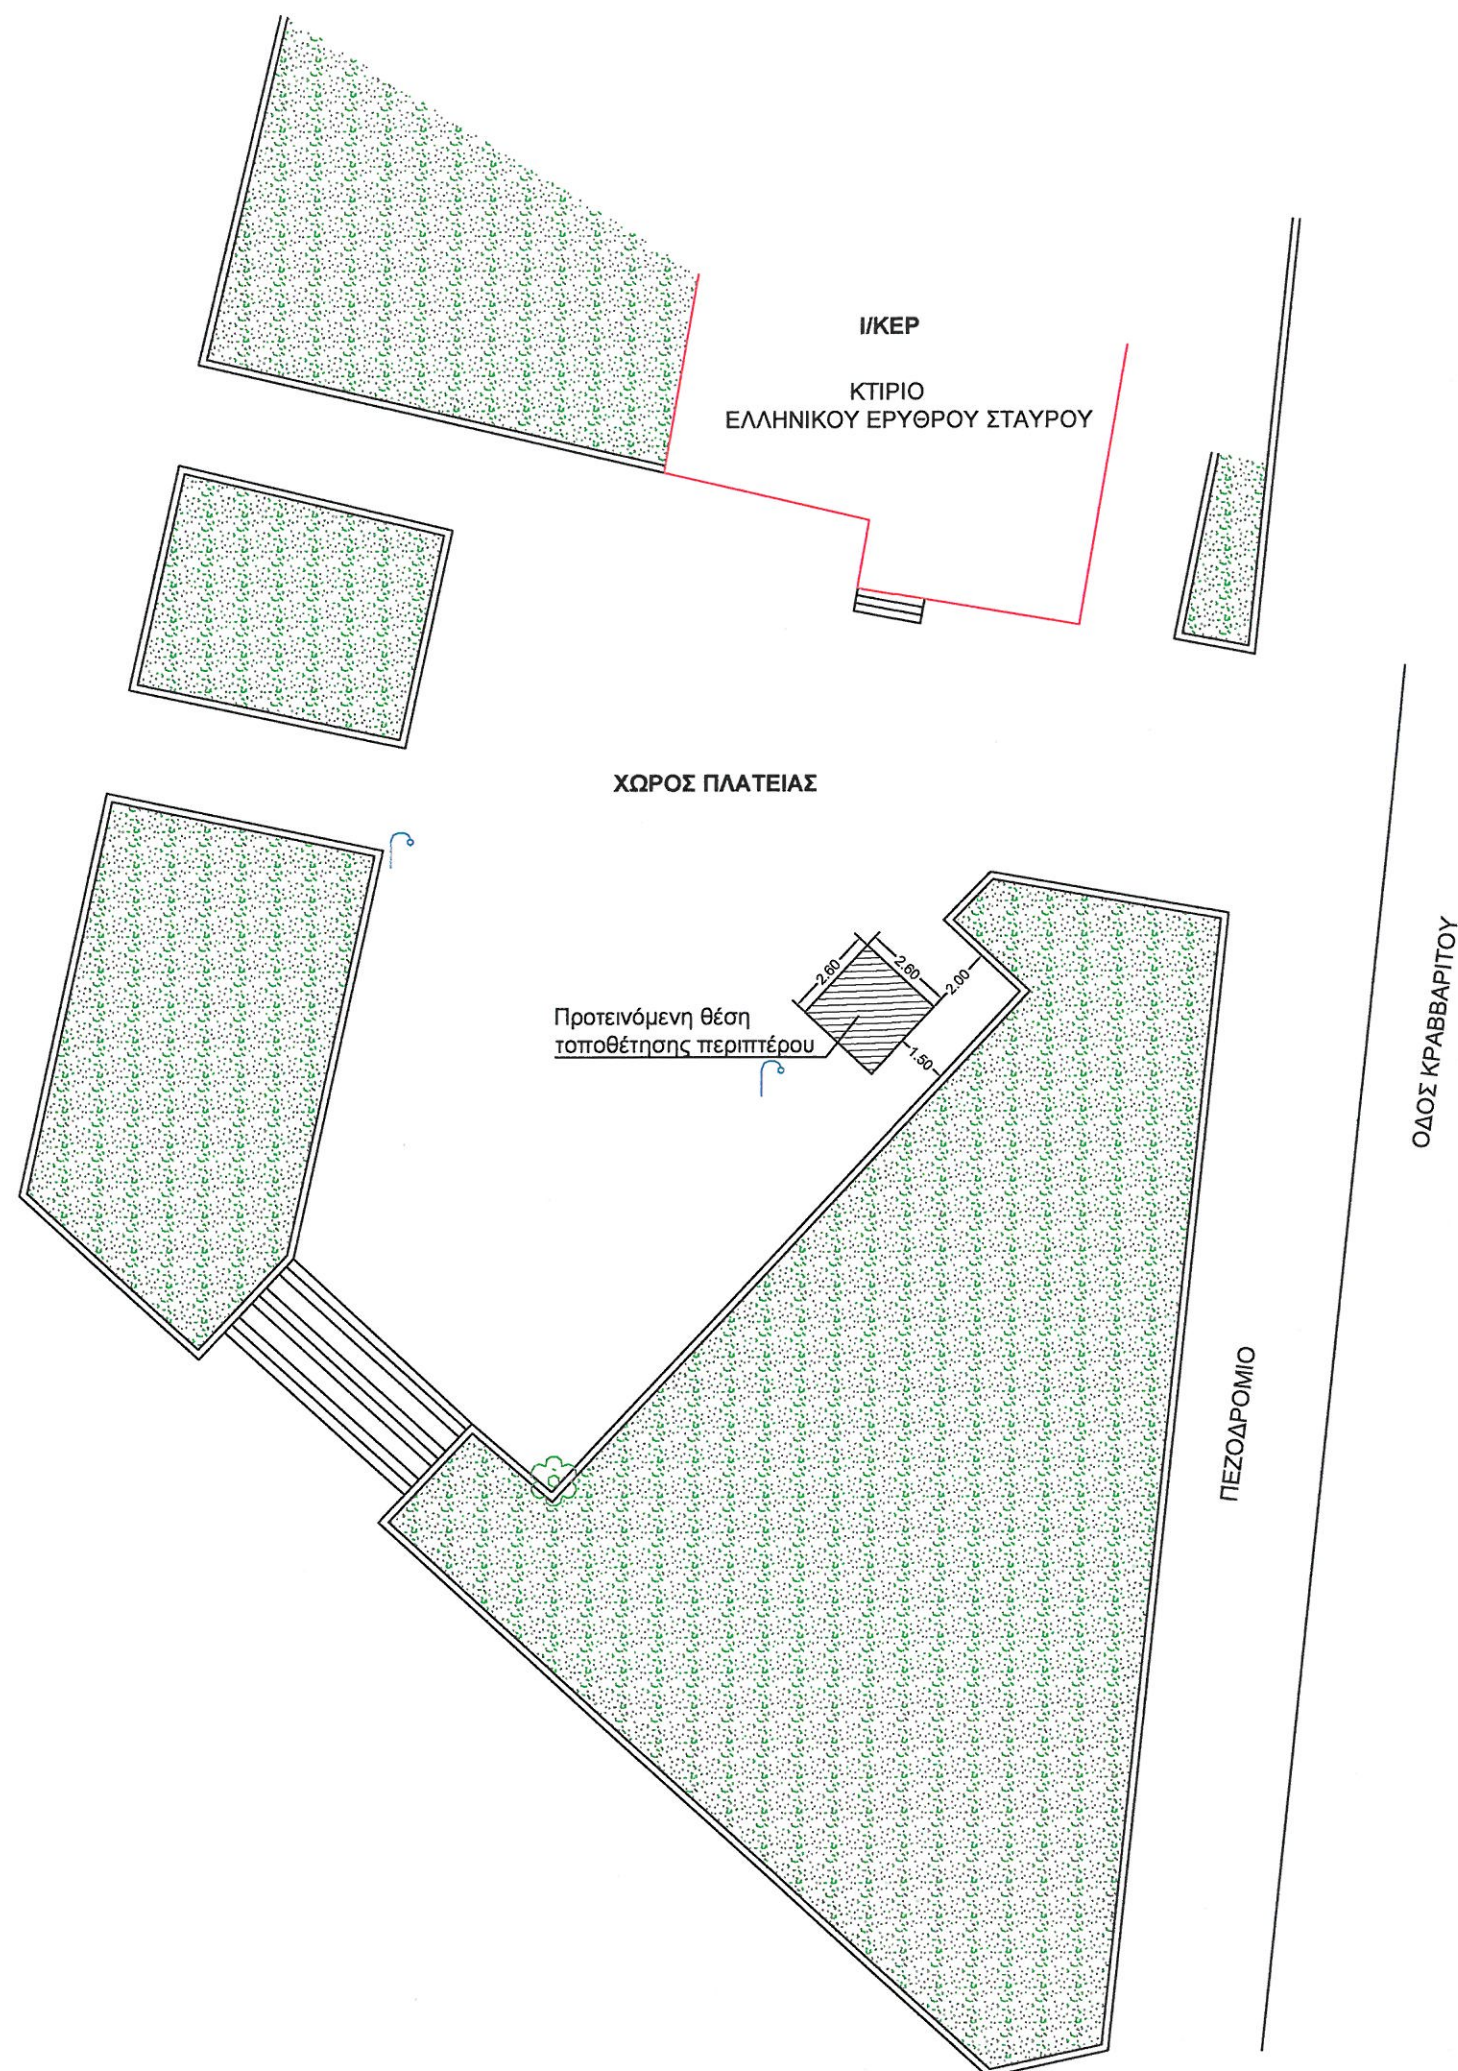 Ι/ΚΕΡ
ΚΤΙΡΙΟ
ΕΛΛΗΝΙΚΟΥ ΕΡΥΘΡΟΥ ΣΤΑΥΡΟΥ
ΧΩΡΟΣ ΠΛΑΤΕΙΑΣ
2.60
2.60
2.00
1.50
Προτεινόμενη θέση
τοποθέτησης περιπτέρου
ΟΔΟΣ ΚΡΑΒΒΑΡΙΤΟΥ
ΠΕΖΟΔΡΟΜΙΟ